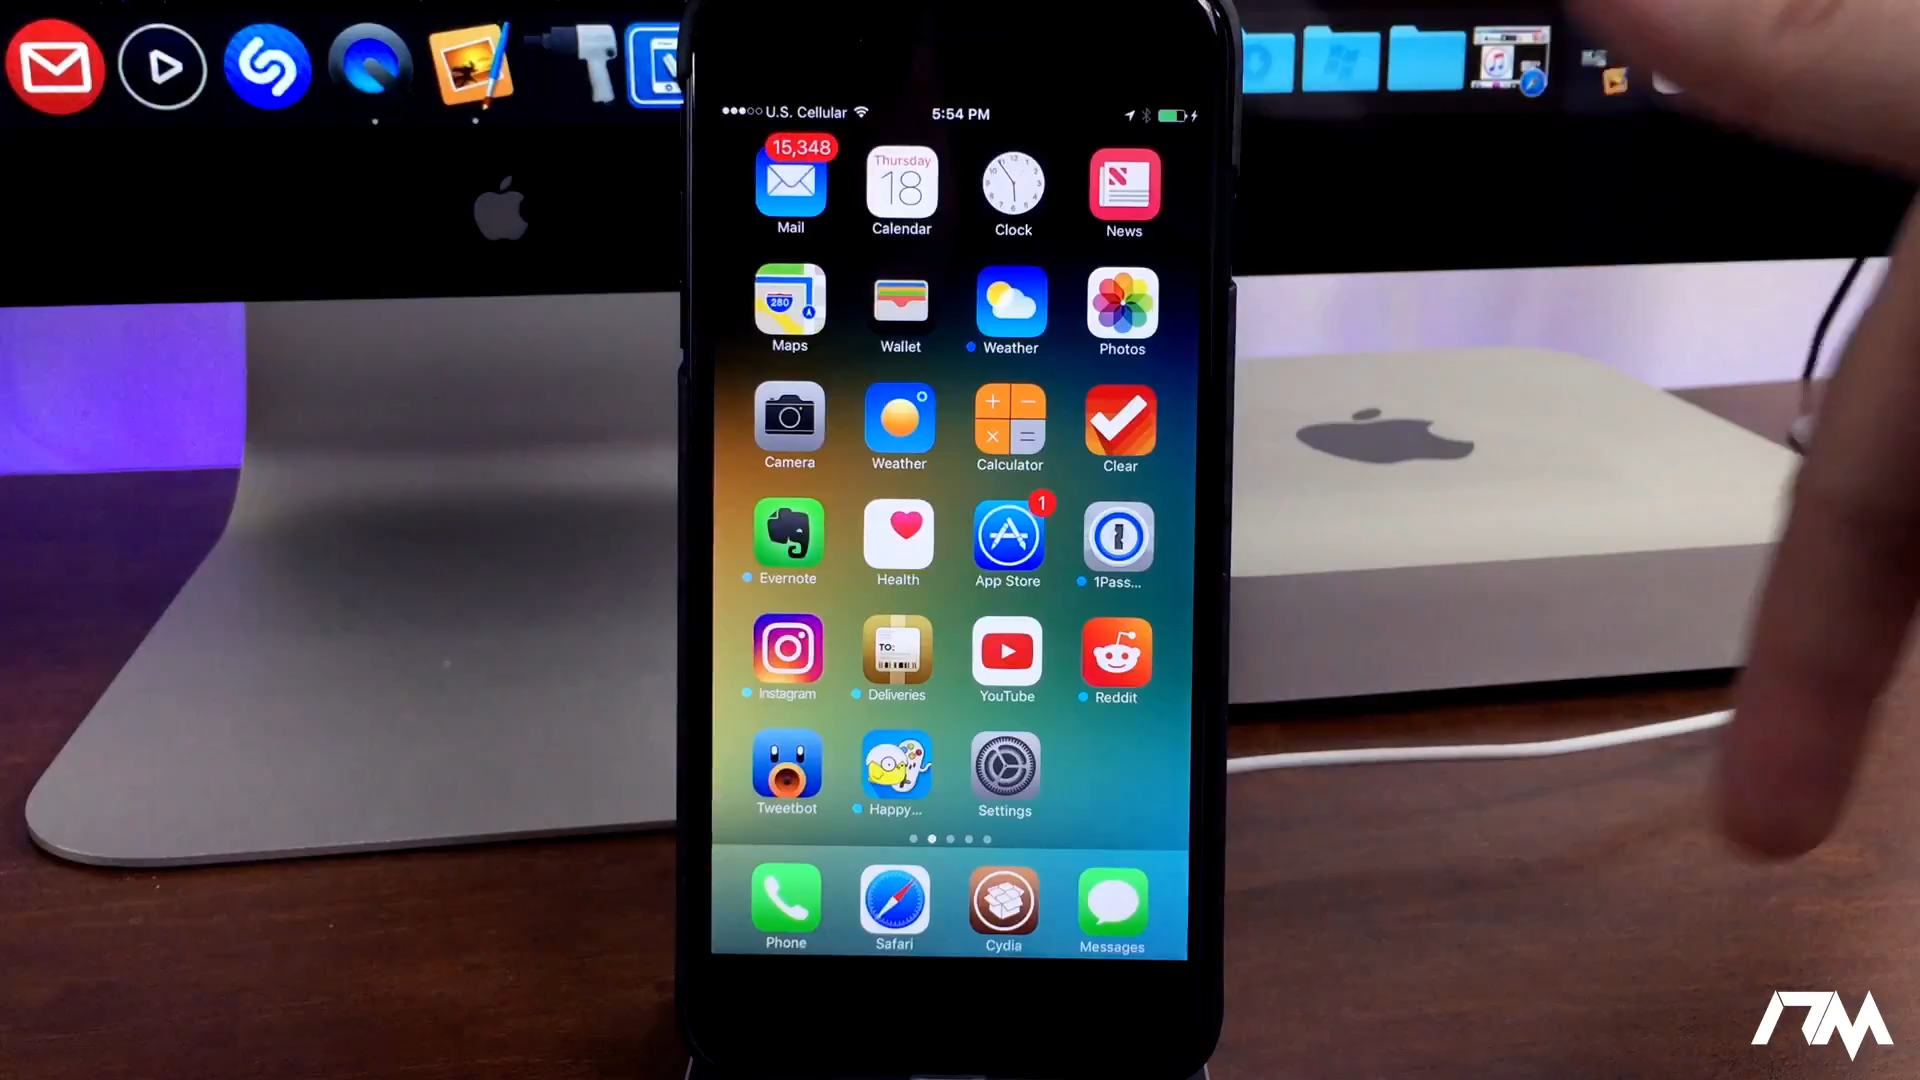 U.S. Cellular 5:54 PM
15,348
Thursday
18
Mail Calendar Clock News
280
Maps Wallet Weather Photos
Camera Weather Calculator Clear
1
Evernote Health App Store 1Pass...
TO:
Instagram Deliveries YouTube Reddit
Tweetbot Happy... Settings
Phone Safari Cydia Messages